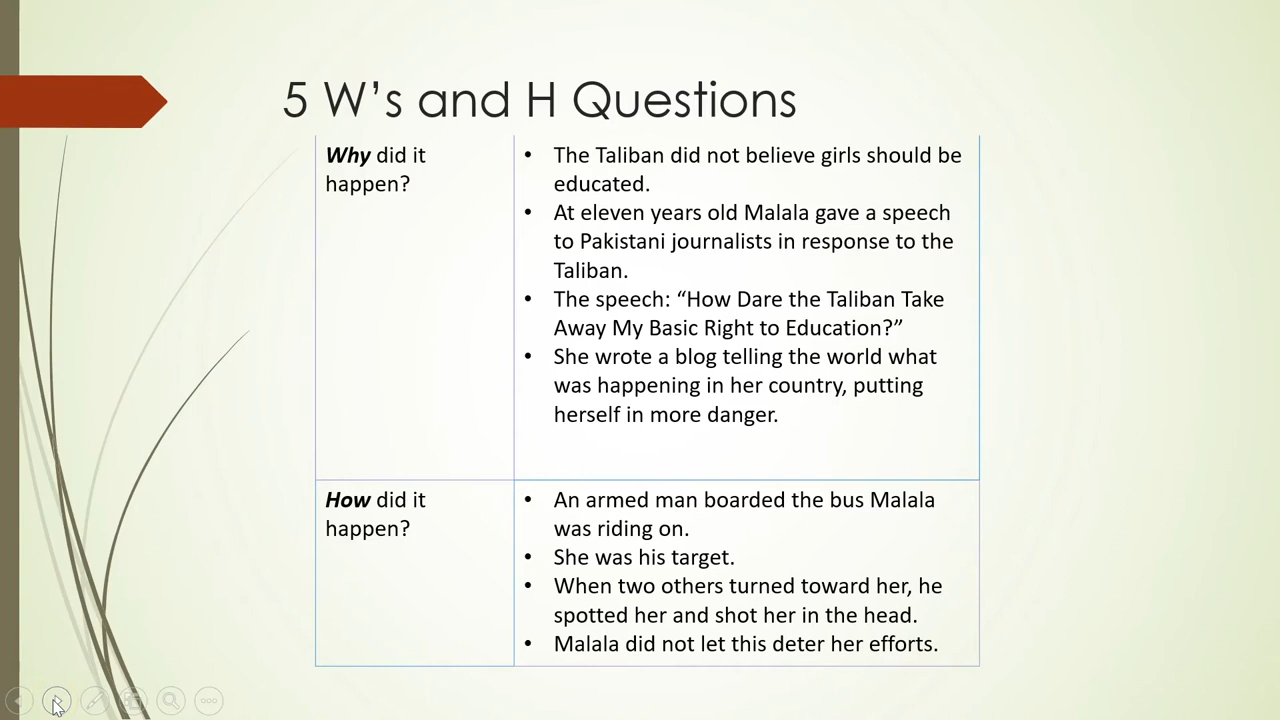 5 W’s and H Questions
Why did it
happen?
• The Taliban did not believe girls should be
educated.
• At eleven years old Malala gave a speech
to Pakistani journalists in response to the
Taliban.
• The speech: “How Dare the Taliban Take
Away My Basic Right to Education?”
• She wrote a blog telling the world what
was happening in her country, putting
herself in more danger.
How did it
happen?
• An armed man boarded the bus Malala
was riding on.
• She was his target.
• When two others turned toward her, he
spotted her and shot her in the head.
• Malala did not let this deter her efforts.